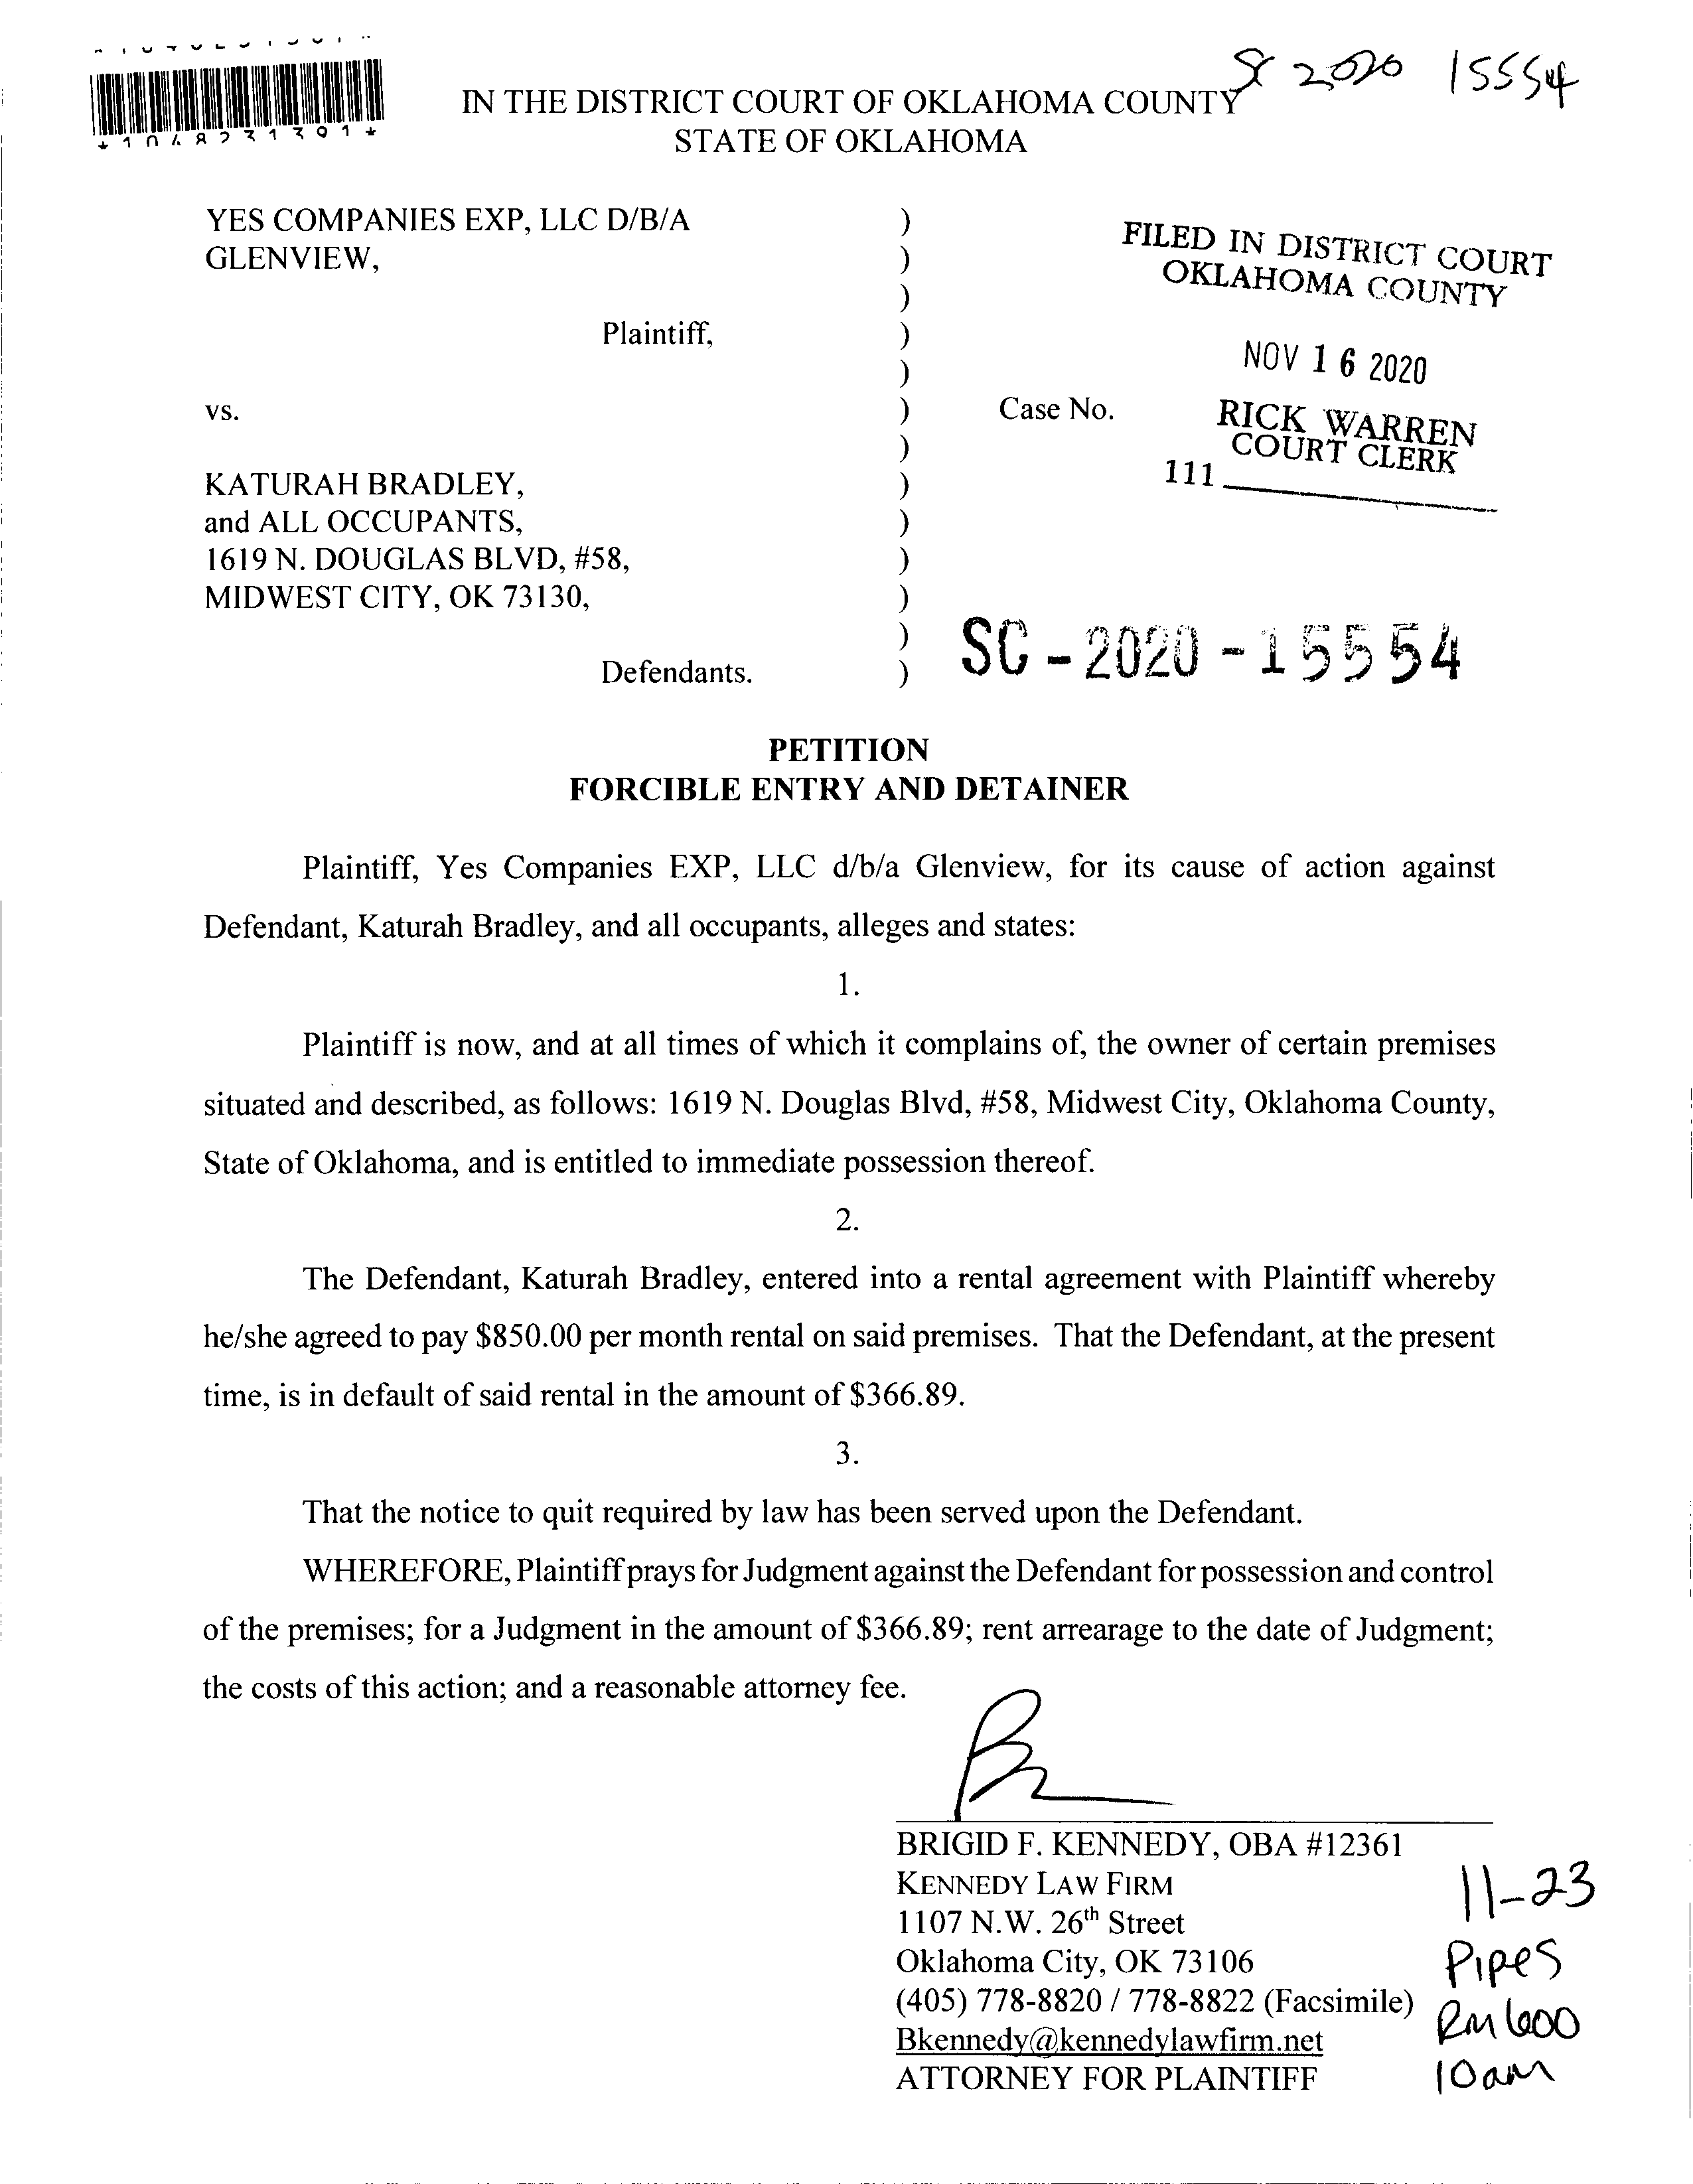 *1048231391*
SC 2020 15554
IN THE DISTRICT COURT OF OKLAHOMA COUNTY
STATE OF OKLAHOMA
YES COMPANIES EXP, LLC D/B/A )
GLENVIEW, )
)
Plaintiff, )
)
vs. )
)
KATURAH BRADLEY, )
and ALL OCCUPANTS, )
1619 N. DOUGLAS BLVD, #58, )
MIDWEST CITY, OK 73130, )
)
Defendants. )
FILED IN DISTRICT COURT
OKLAHOMA COUNTY
NOV 16 2020
Case No.
RICK WARREN
COURT CLERK
111
SC - 2020 - 15554
PETITION
FORCIBLE ENTRY AND DETAINER
Plaintiff, Yes Companies EXP, LLC d/b/a Glenview, for its cause of action against
Defendant, Katurah Bradley, and all occupants, alleges and states:
1.
Plaintiff is now, and at all times of which it complains of, the owner of certain premises
situated and described, as follows: 1619 N. Douglas Blvd, #58, Midwest City, Oklahoma County,
State of Oklahoma, and is entitled to immediate possession thereof.
2.
The Defendant, Katurah Bradley, entered into a rental agreement with Plaintiff whereby
he/she agreed to pay $850.00 per month rental on said premises. That the Defendant, at the present
time, is in default of said rental in the amount of $366.89.
3.
That the notice to quit required by law has been served upon the Defendant.
WHEREFORE, Plaintiff prays for Judgment against the Defendant for possession and control
of the premises; for a Judgment in the amount of $366.89; rent arrearage to the date of Judgment;
the costs of this action; and a reasonable attorney fee.
BRIGID F. KENNEDY, OBA #12361
KENNEDY LAW FIRM
1107 N.W. 26th Street
Oklahoma City, OK 73106
(405) 778-8820 / 778-8822 (Facsimile)
Bkennedy@kennedylawfirm.net
ATTORNEY FOR PLAINTIFF
11-23
Pipes
Rm 600
10am